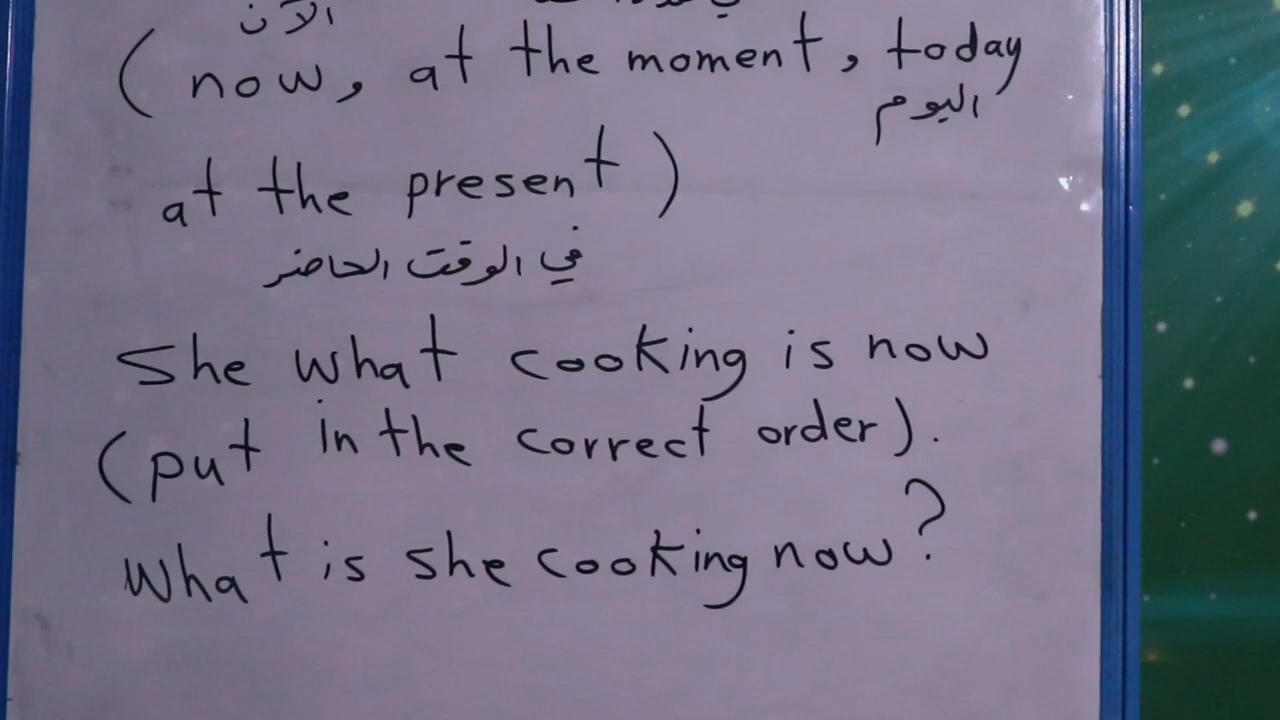 الآن
(now, at the moment, today
اليوم
at the present)
في الوقت الحاضر
She what cooking is now
(put in the correct order).
What is she cooking now?